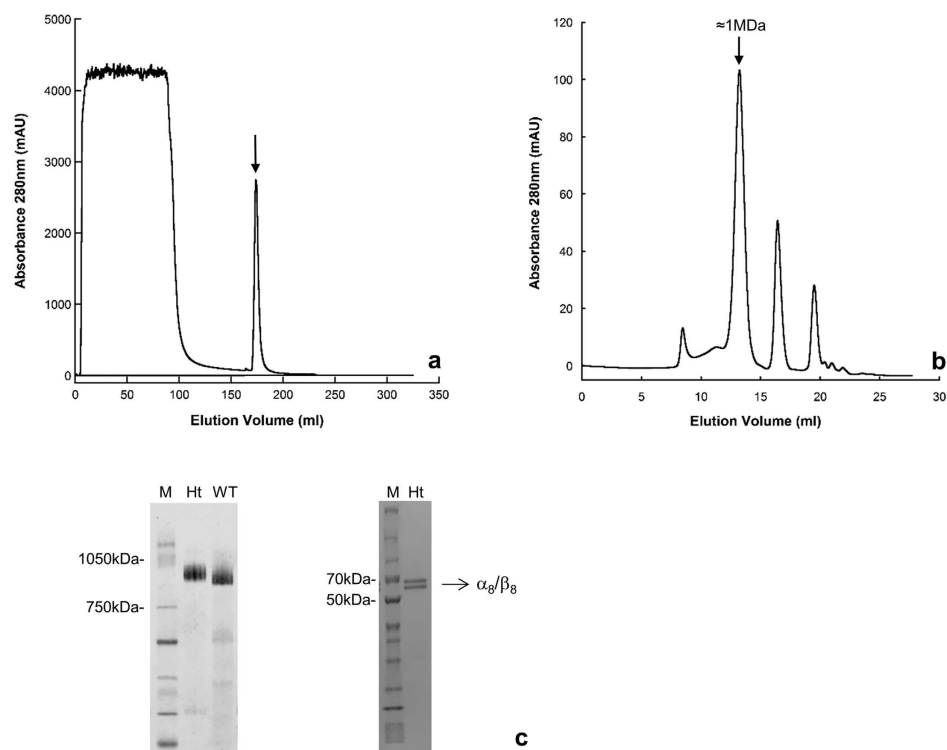 5000
4000
3000
2000
1000
0
0 50 100 150 200 250 300 350
Absorbance 280nm (mAU)
Elution Volume (ml)
a
≈1MDa
120
100
80
60
40
20
0
0 5 10 15 20 25 30
Absorbance 280nm (mAU)
Elution Volume (ml)
b
M Ht WT
1050kDa-
750kDa-
M Ht
70kDa-
50kDa-
α₈/β₈
c